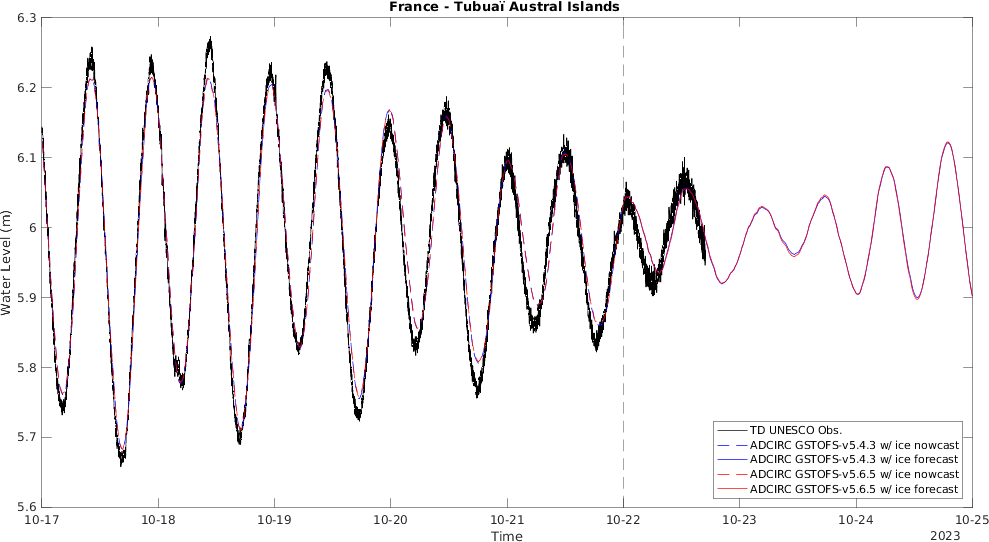 France - Tubuaï Austral Islands
6.3
6.2
6.1
6
5.9
5.8
5.7
5.6
Water Level (m)
TD UNESCO Obs.
ADCIRC GSTOFS-v5.4.3 w/ ice nowcast
ADCIRC GSTOFS-v5.4.3 w/ ice forecast
ADCIRC GSTOFS-v5.6.5 w/ ice nowcast
ADCIRC GSTOFS-v5.6.5 w/ ice forecast
10-17 10-18 10-19 10-20 10-21 10-22 10-23 10-24 10-25
Time
2023